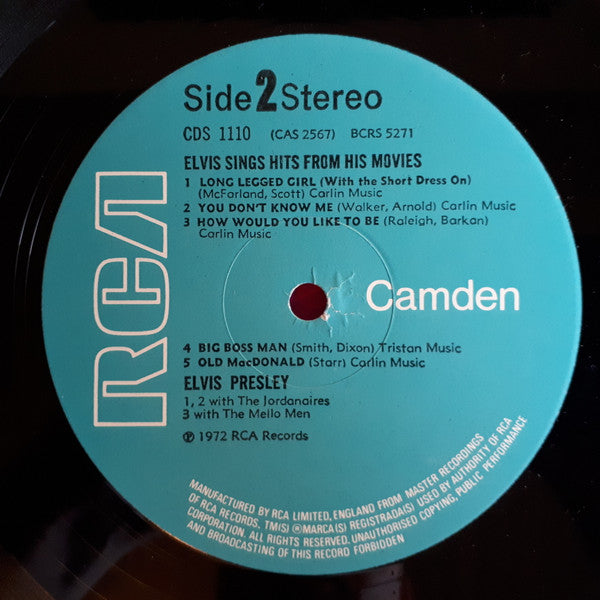 Side 2 Stereo
CDS 1110 (CAS 2567) BCRS 5271
ELVIS SINGS HITS FROM HIS MOVIES
1 LONG LEGGED GIRL (With the Short Dress On)
(McForland, Scott) Carlin Music
2 YOU DON'T KNOW ME (Walker, Arnold) Carlin Music
3 HOW WOULD YOU LIKE TO BE (Raleigh, Barkan)
Carlin Music
RCA
Camden
4 BIG BOSS MAN (Smith, Dixon) Tristan Music
5 OLD MacDONALD (Starr) Carlin Music
ELVIS PRESLEY
1, 2 with The Jordanaires
3 with The Mello Men
℗ 1972 RCA Records
MANUFACTURED BY RCA LIMITED, ENGLAND FROM MASTER RECORDINGS
OF RCA RECORDS. TM(S) ® MARCA(S) REGISTRADA(S) USED BY AUTHORITY OF RCA
CORPORATION. ALL RIGHTS RESERVED. UNAUTHORISED COPYING, PUBLIC PERFORMANCE
AND BROADCASTING OF THIS RECORD FORBIDDEN